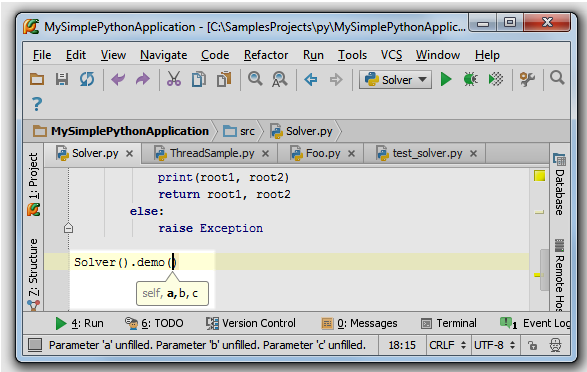 MySimplePythonApplication - [C:\SamplesProjects\py\MySimplePythonApplic...
File Edit View Navigate Code Refactor Run Tools VCS Window Help
Solver
?
MySimplePythonApplication src Solver.py
Solver.py ThreadSample.py Foo.py test_solver.py
1: Project
7: Structure
Database
Remote Hos
print(root1, root2)
return root1, root2
else:
raise Exception
Solver().demo()
self, a, b, c
4: Run 6: TODO Version Control 0: Messages Terminal 1 Event Log
Parameter 'a' unfilled. Parameter 'b' unfilled. Parameter 'c' unfilled. 18:15 CRLF UTF-8